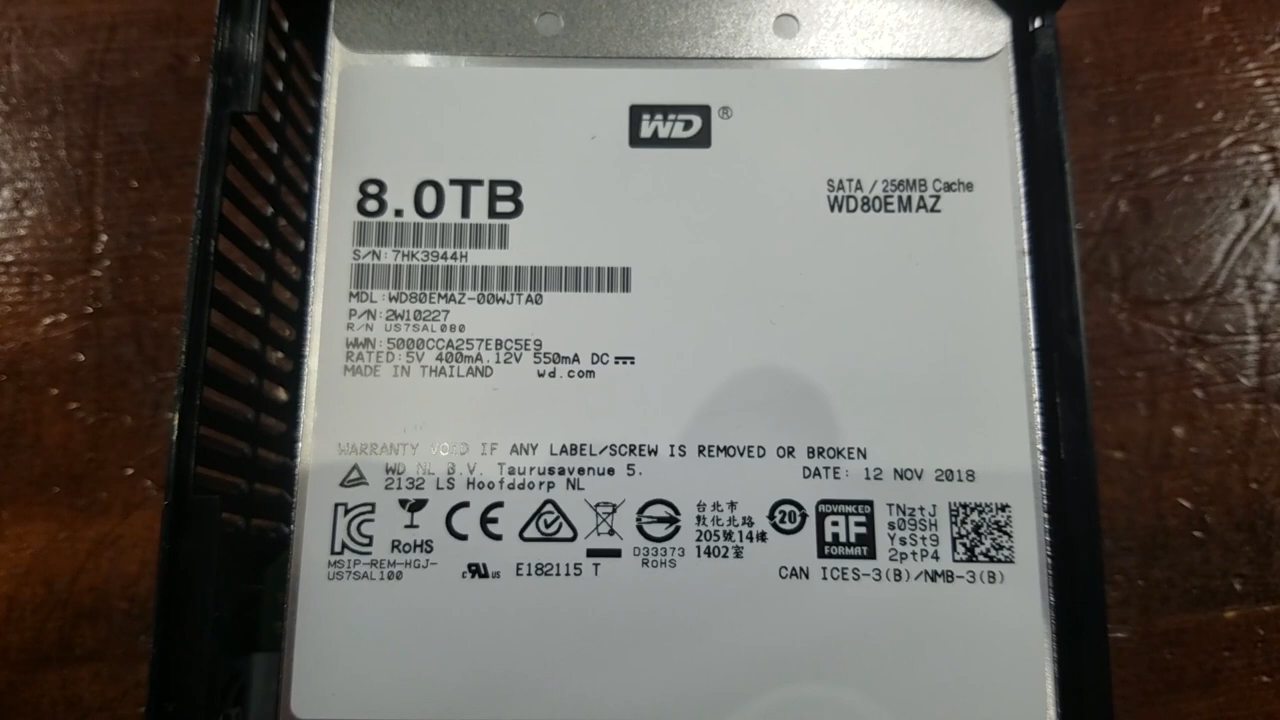 WD®
8.0TB
SATA / 256MB Cache
WD80EMAZ
S/N:7HK3944H
MDL:WD80EMAZ-00WJTA0
P/N:2W10227
R/N US7SAL080
WWN:5000CCA257EBC5E9
RATED:5V 400mA.12V 550mA DC
MADE IN THAILAND wd.com
WARRANTY VOID IF ANY LABEL/SCREW IS REMOVED OR BROKEN
WD NL B.V. Taurusavenue 5.
2132 LS Hoofddorp NL
DATE: 12 NOV 2018
KC
RoHS
CE
D33373
ROHS
台北市
敦化北路
205號14樓
1402室
20
ADVANCED
AF
FORMAT
TNztJ
s09SH
YsSt9
2ptP4
MSIP-REM-HGJ-
US7SAL100
c RU us E182115 T
CAN ICES-3(B)/NMB-3(B)